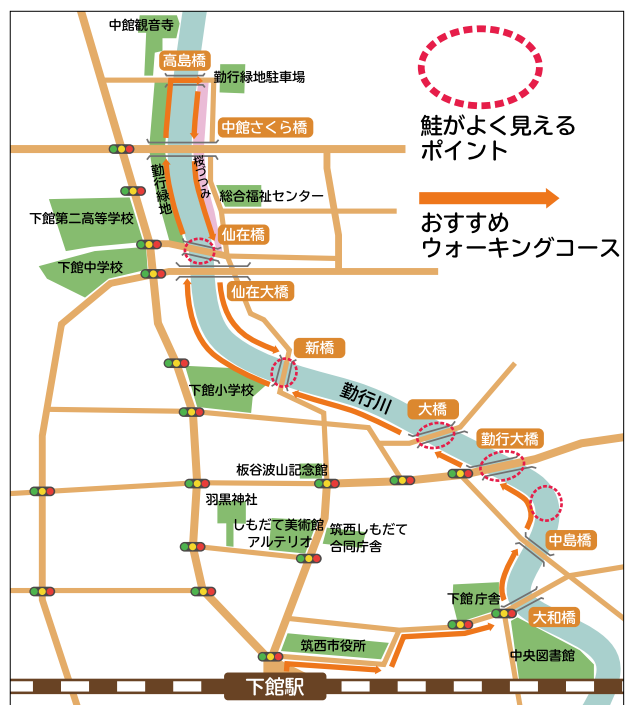 中館観音寺
高島橋
勤行緑地駐車場
中館さくら橋
桜づつみ
勤行緑地
総合福祉センター
下館第二高等学校
仙在橋
下館中学校
仙在大橋
新橋
下館小学校
勤行川
大橋
勤行大橋
板谷波山記念館
羽黒神社
しもだて美術館
アルテリオ
筑西しもだて
合同庁舎
中島橋
下館庁舎
大和橋
筑西市役所
中央図書館
下館駅
鮭がよく見える
ポイント
おすすめ
ウォーキングコース